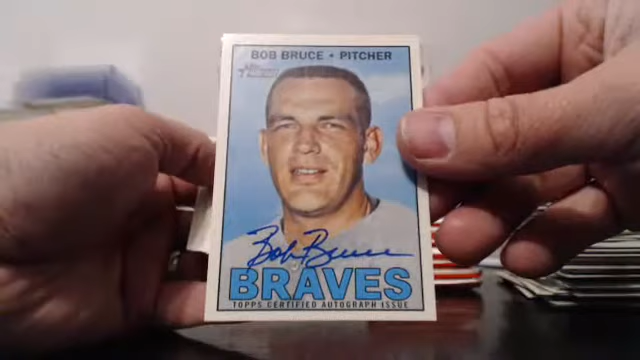 BOB BRUCE • PITCHER
Bob Bruce
BRAVES
TOPPS CERTIFIED AUTOGRAPH ISSUE